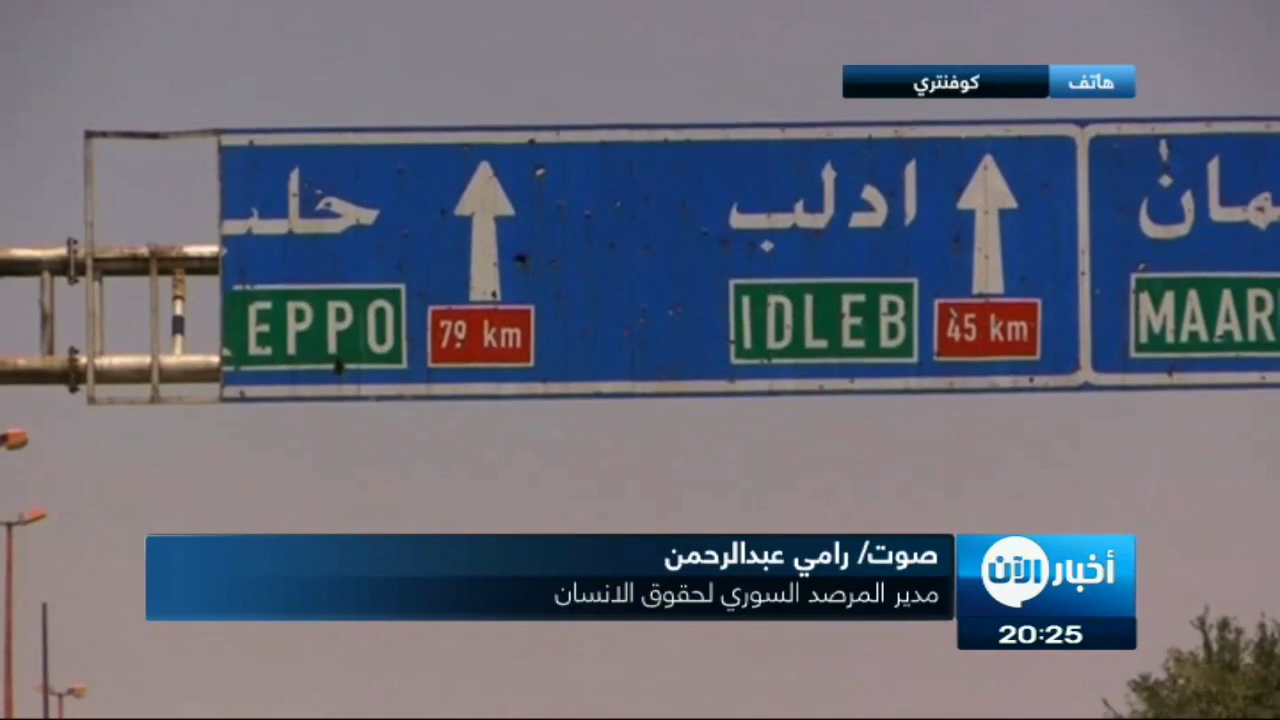 هاتف
كوفنتري
حلب
ادلب
مان
EPPO
79 km
IDLEB
45 km
MAAR
صوت/ رامي عبدالرحمن
مدير المرصد السوري لحقوق الانسان
أخبار الآن
20:25